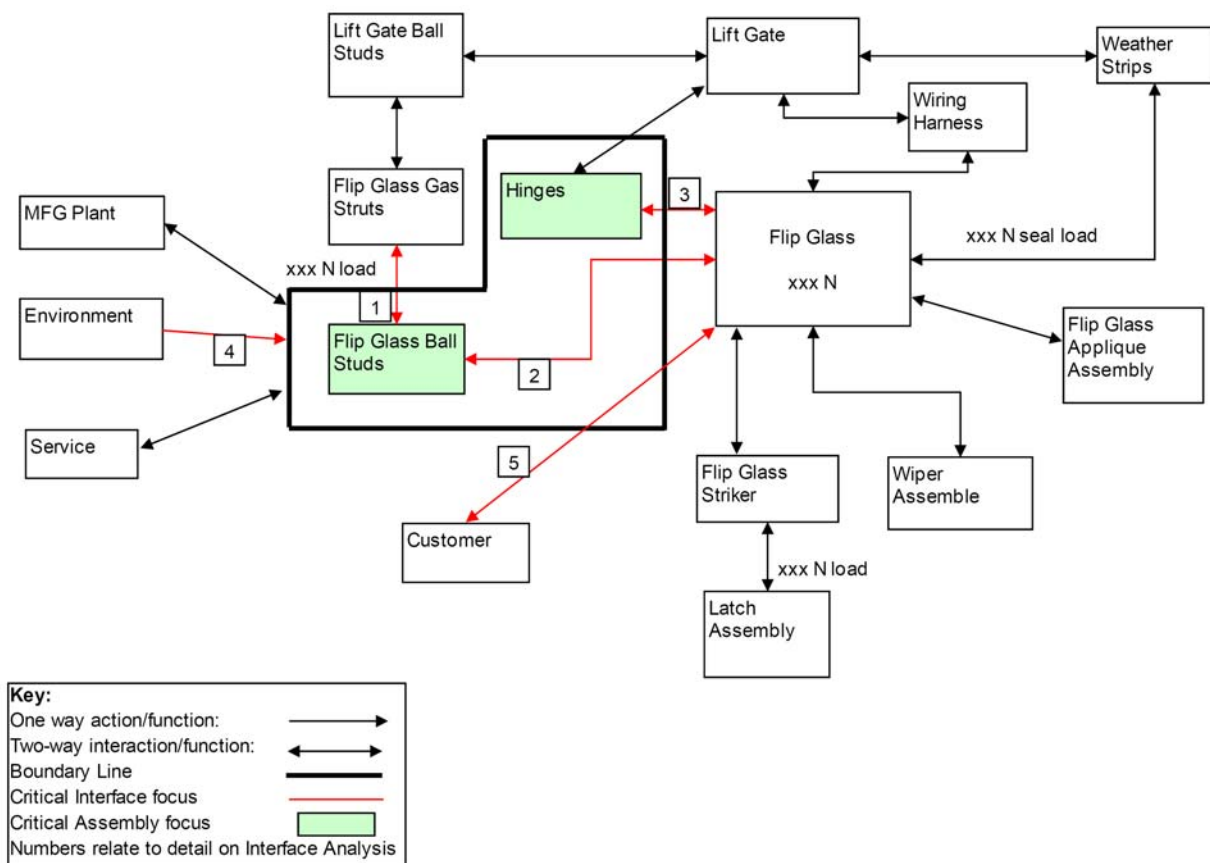 Lift Gate Ball
Studs
Lift Gate
Weather
Strips
Wiring
Harness
Flip Glass Gas
Struts
Hinges
3
MFG Plant
Flip Glass
xxx N
xxx N seal load
xxx N load
1
Environment
4
Flip Glass Ball
Studs
2
Flip Glass
Applique
Assembly
Service
5
Flip Glass
Striker
Wiper
Assemble
Customer
xxx N load
Latch
Assembly
Key:
One way action/function:
Two-way interaction/function:
Boundary Line
Critical Interface focus
Critical Assembly focus
Numbers relate to detail on Interface Analysis